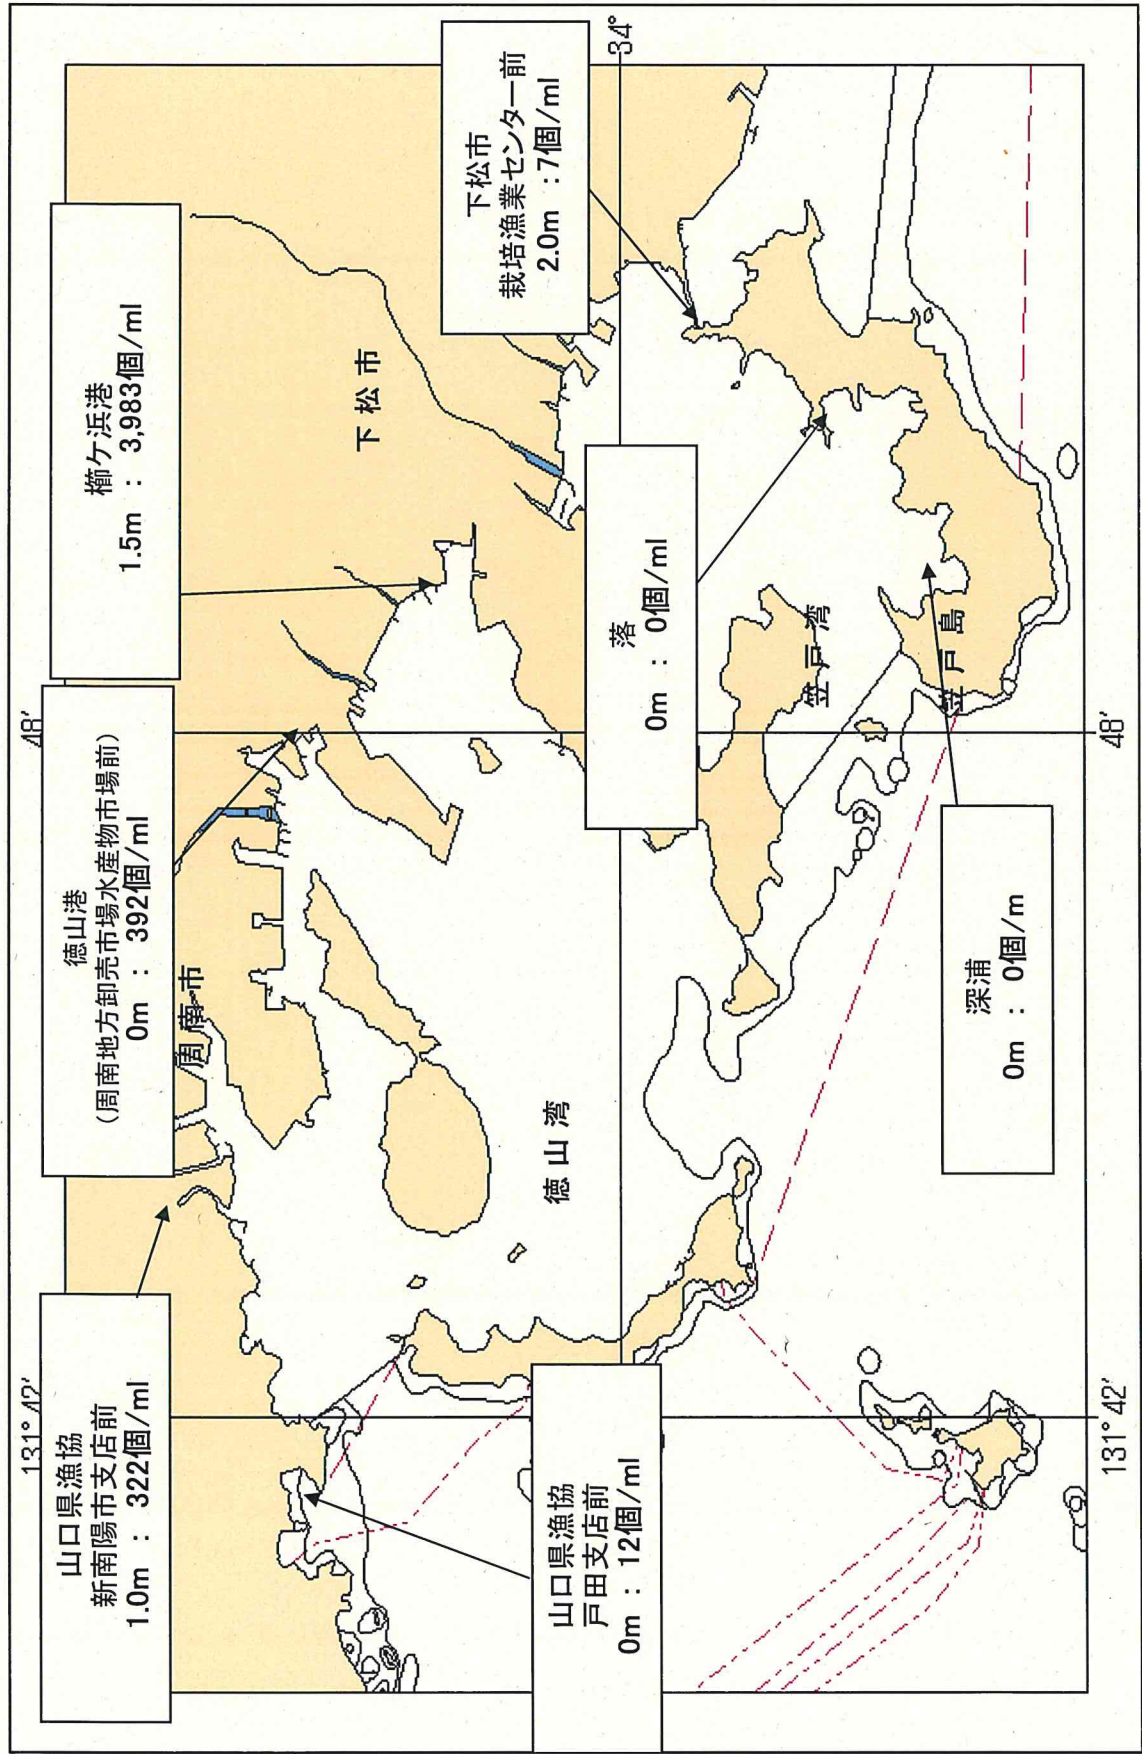 131°42′
48′
山口県漁協
新南陽市支店前
1.0m : 322個/ml
徳山港
(周南地方卸売市場水産物市場前)
0m : 392個/ml
櫛ケ浜港
1.5m : 3,983個/ml
周南市
下松市
下松市
栽培漁業センター前
2.0m :7個/ml
34°
徳山湾
山口県漁協
戸田支店前
0m : 12個/ml
落
0m : 0個/ml
笠戸湾
笠戸島
深浦
0m : 0個/m
131°42′
48′